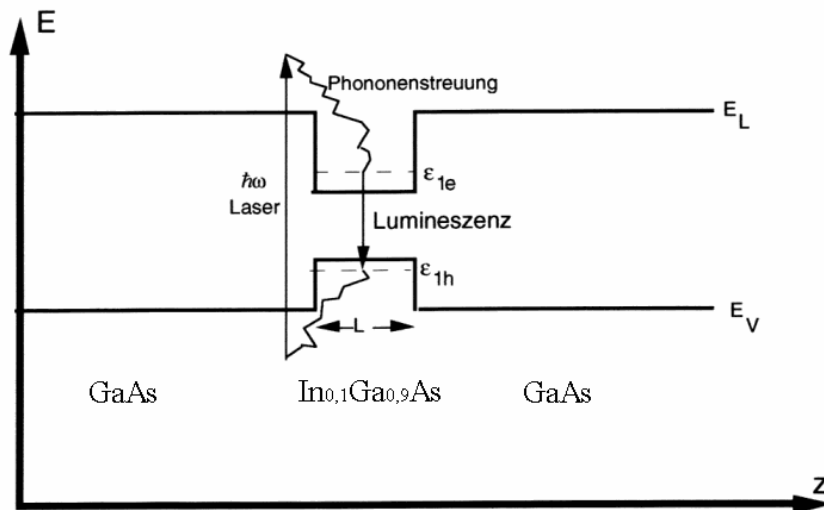 E
Phononenstreuung
E_L
ħω
Laser
ε_1e
Lumineszenz
ε_1h
L
E_V
GaAs
In0,1Ga0,9As
GaAs
z